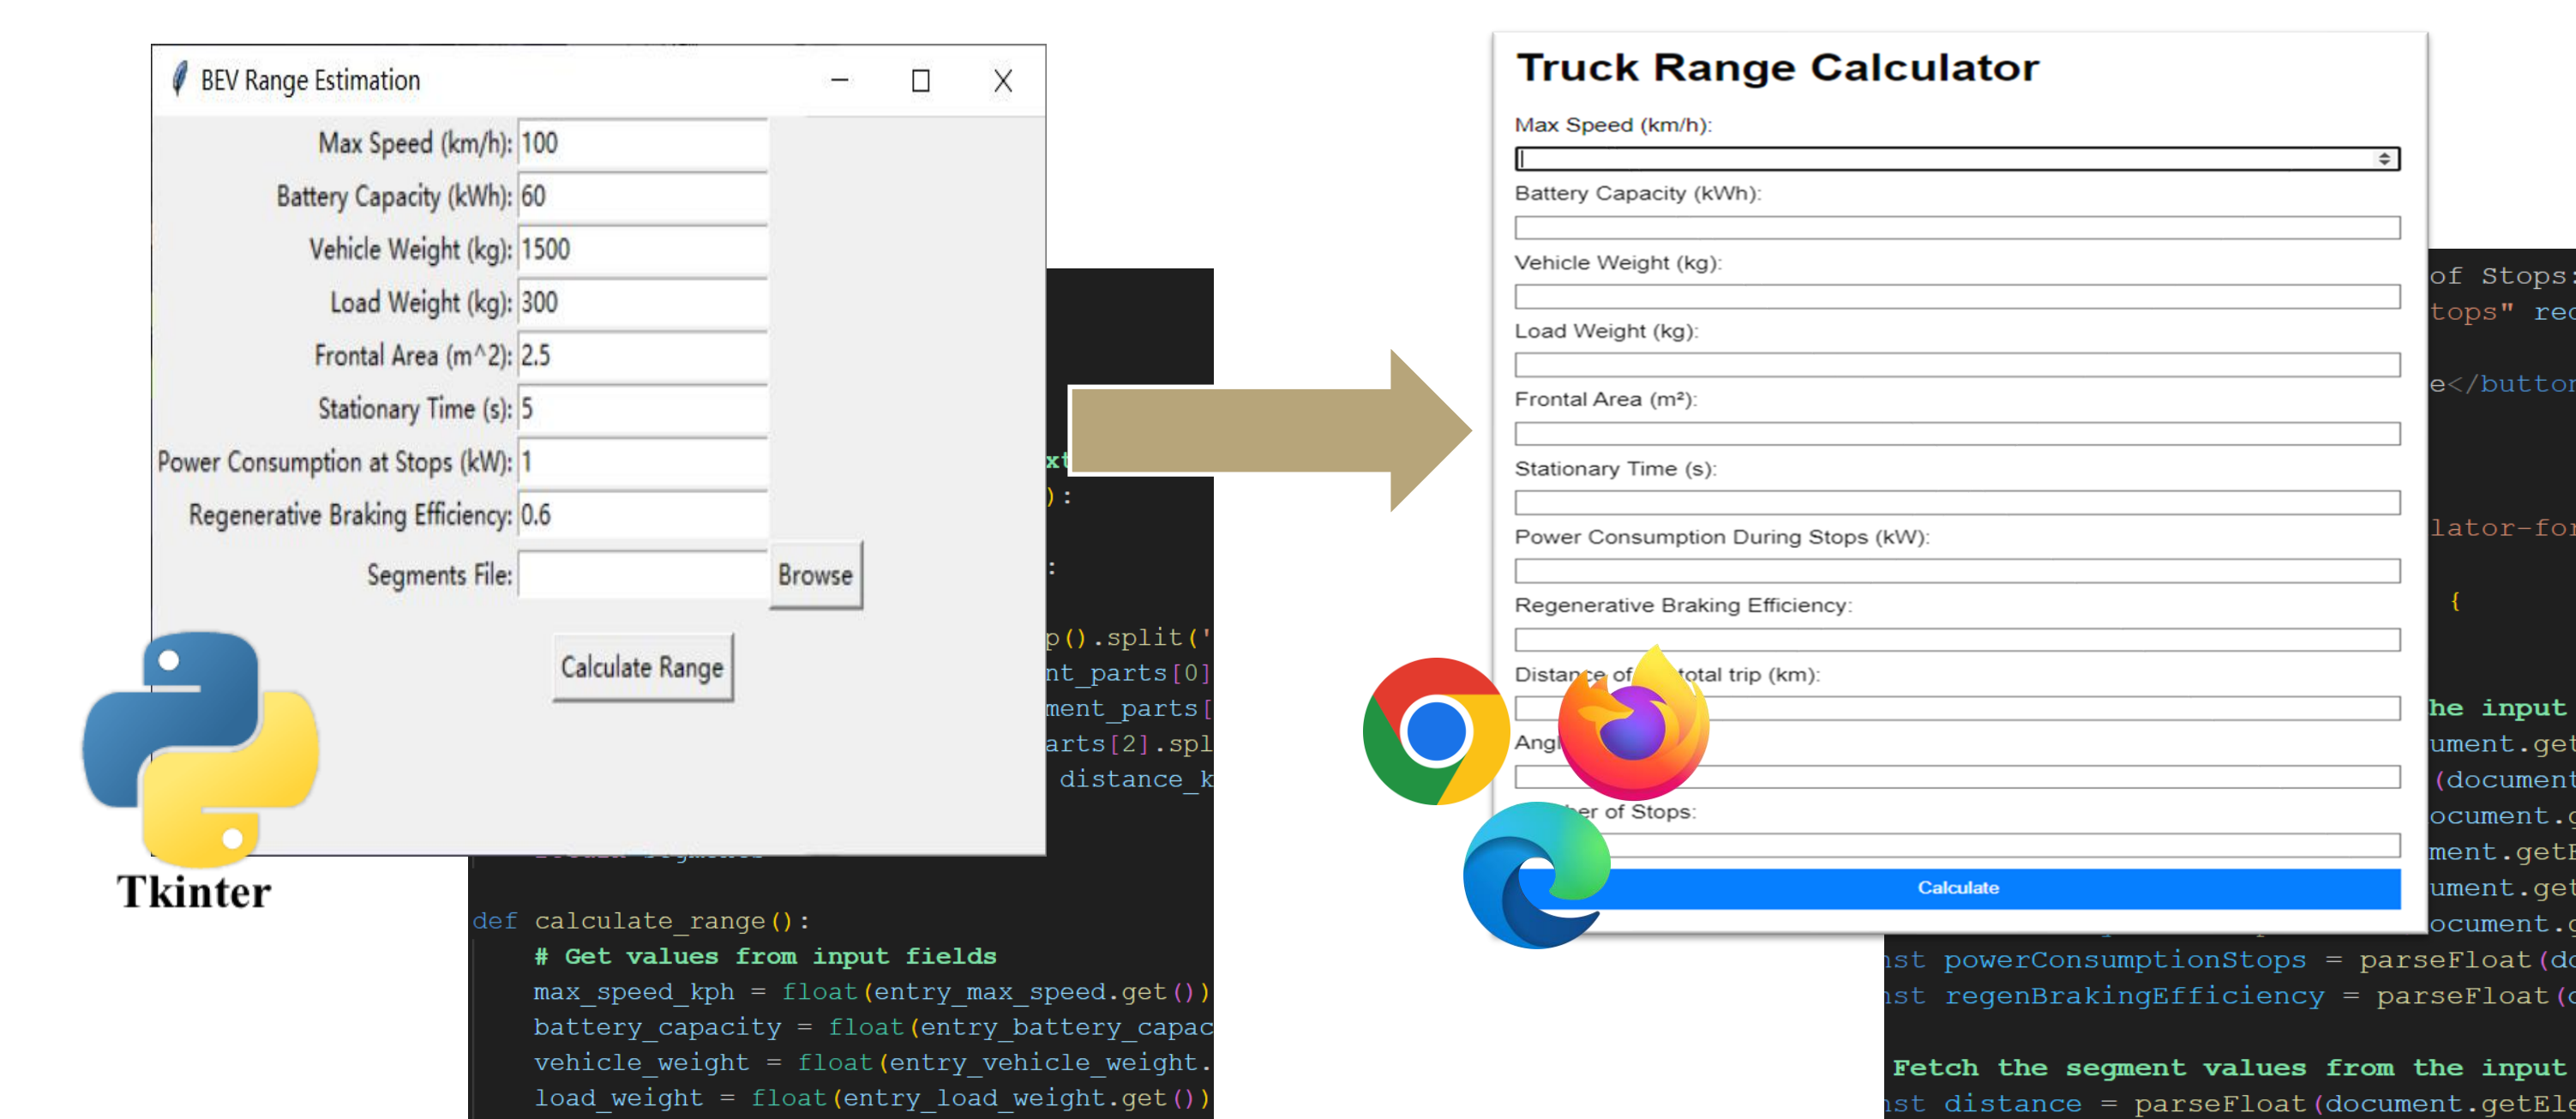 BEV Range Estimation
Max Speed (km/h): 100
Battery Capacity (kWh): 60
Vehicle Weight (kg): 1500
Load Weight (kg): 300
Frontal Area (m^2): 2.5
Stationary Time (s): 5
Power Consumption at Stops (kW): 1
Regenerative Braking Efficiency: 0.6
Segments File:
Browse
Calculate Range
Tkinter
):
:
p().split('
nt_parts[0]
ment_parts[
arts[2].spl
distance_k
def calculate_range():
# Get values from input fields
max_speed_kph = float(entry_max_speed.get())
battery_capacity = float(entry_battery_capac
vehicle_weight = float(entry_vehicle_weight.
load_weight = float(entry_load_weight.get())
Truck Range Calculator
Max Speed (km/h):
Battery Capacity (kWh):
Vehicle Weight (kg):
Load Weight (kg):
Frontal Area (m²):
Stationary Time (s):
Power Consumption During Stops (kW):
Regenerative Braking Efficiency:
Distance of total trip (km):
Angl
er of Stops:
Calculate
of Stops:
tops" rec
e</button
lator-for
{
he input
ument.get
(document
ocument.g
ment.getE
ument.get
ocument.g
nst powerConsumptionStops = parseFloat(do
nst regenBrakingEfficiency = parseFloat(d
Fetch the segment values from the input
nst distance = parseFloat(document.getEle